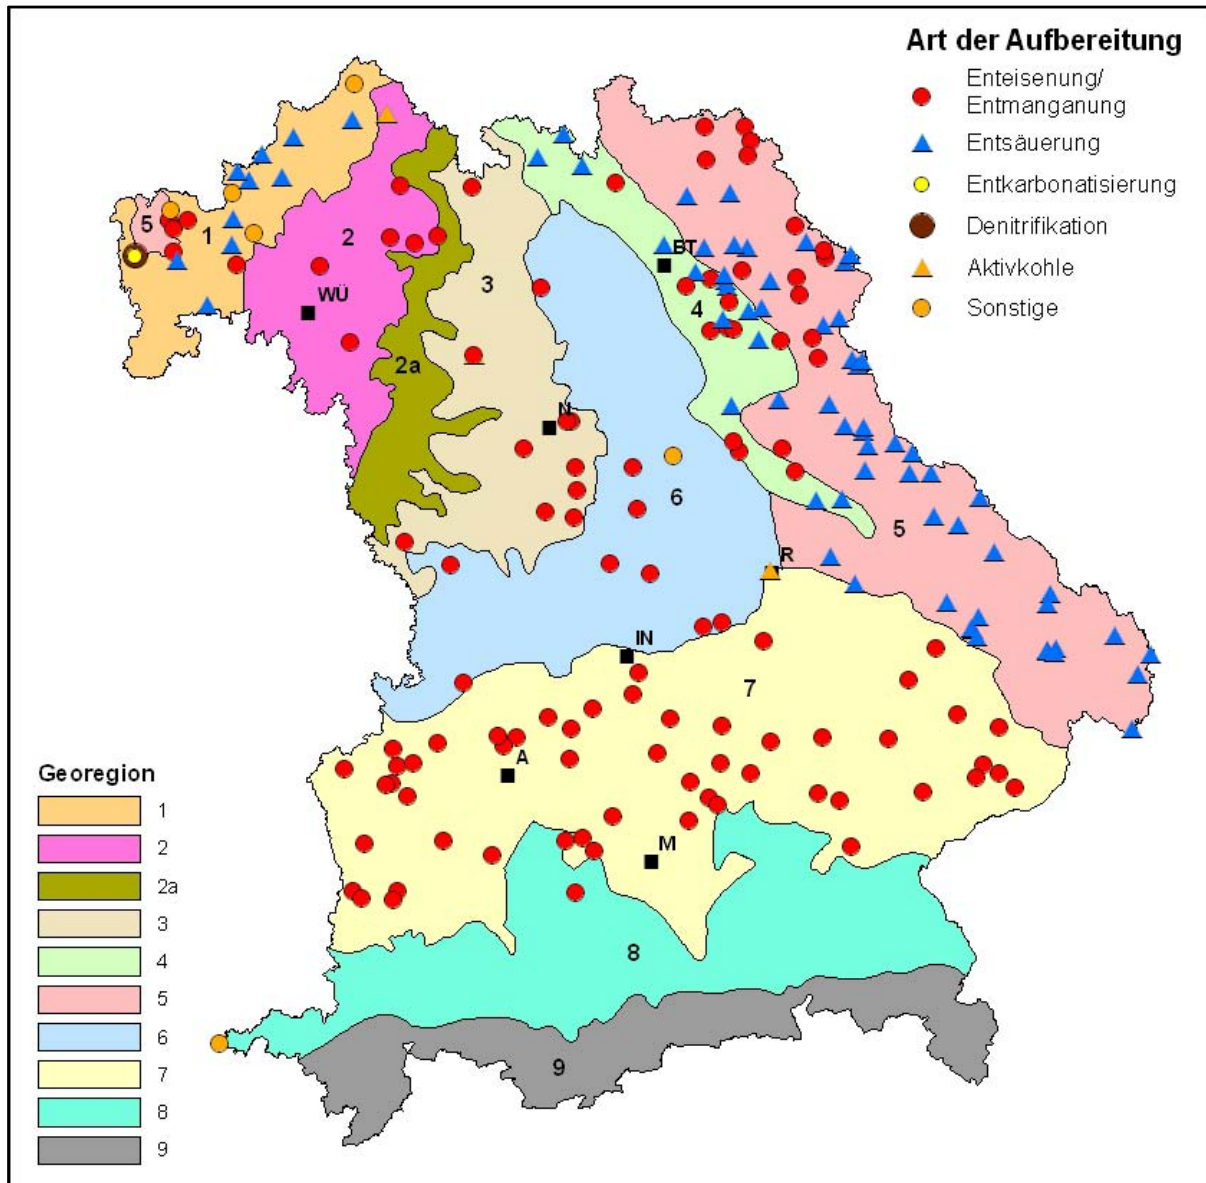 Art der Aufbereitung
Enteisenung/
Entmanganung
Entsäuerung
Entkarbonatisierung
Denitrifikation
Aktivkohle
Sonstige
5
1
2
WÜ
2a
3
N
BT
4
6
5
R
IN
7
A
M
8
9
Georegion
1
2
2a
3
4
5
6
7
8
9